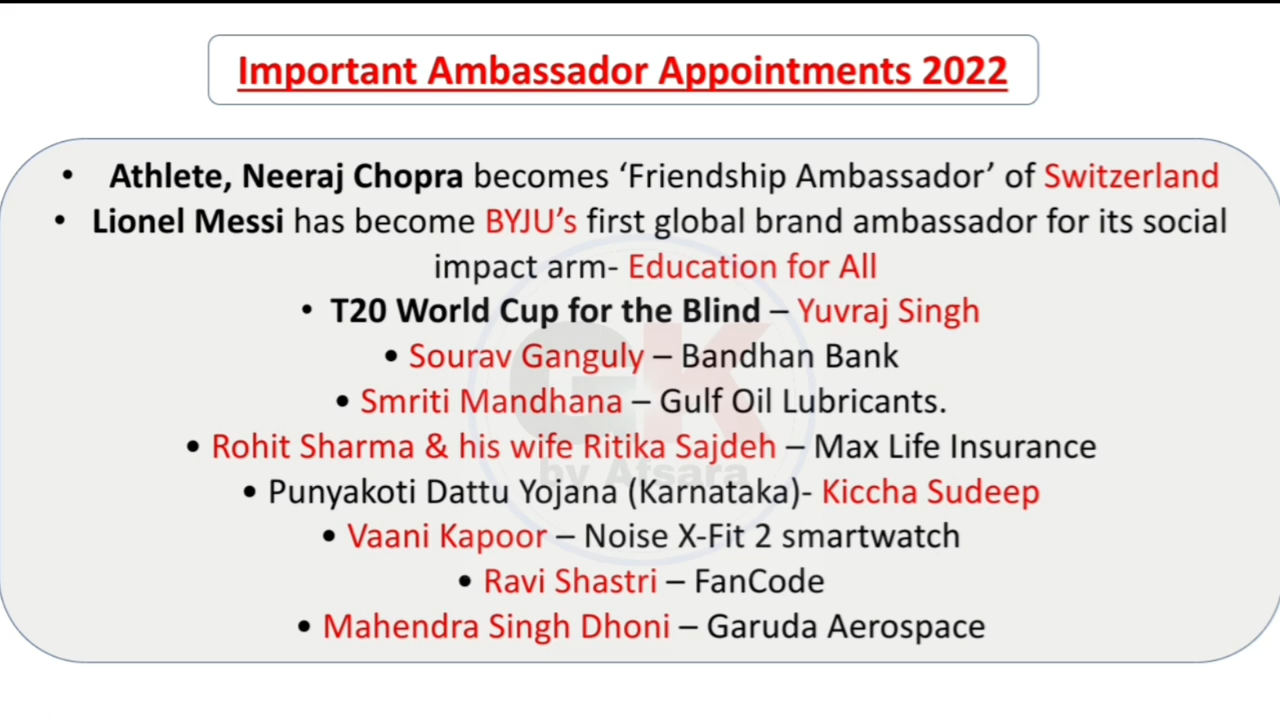 Important Ambassador Appointments 2022
• Athlete, Neeraj Chopra becomes ‘Friendship Ambassador’ of Switzerland
• Lionel Messi has become BYJU’s first global brand ambassador for its social
impact arm- Education for All
• T20 World Cup for the Blind – Yuvraj Singh
• Sourav Ganguly – Bandhan Bank
• Smriti Mandhana – Gulf Oil Lubricants.
• Rohit Sharma & his wife Ritika Sajdeh – Max Life Insurance
• Punyakoti Dattu Yojana (Karnataka)- Kiccha Sudeep
• Vaani Kapoor – Noise X-Fit 2 smartwatch
• Ravi Shastri – FanCode
• Mahendra Singh Dhoni – Garuda Aerospace
GK
by Atsara